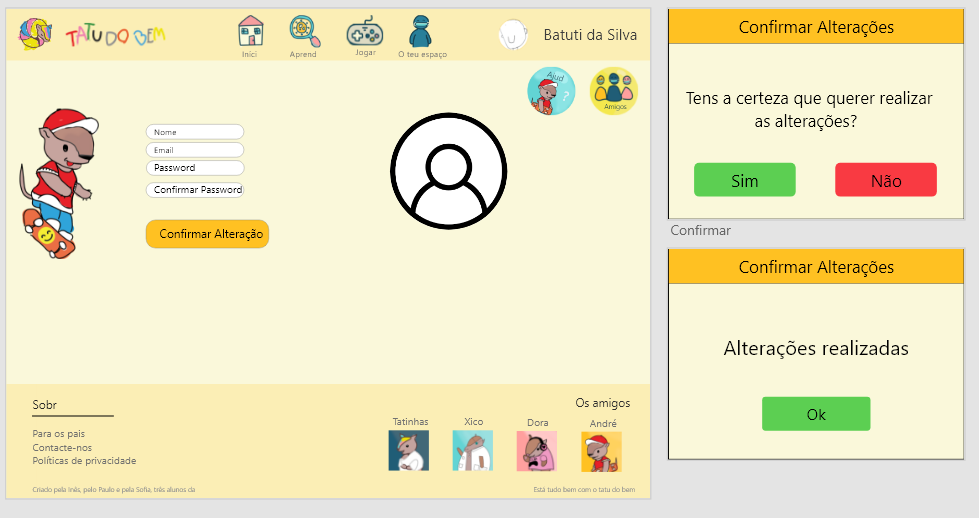 TATU DO BEM
Iníci
Aprend
Jogar
O teu espaço
Batuti da Silva
Ajud
?
Amigos
Nome
Email
Password
Confirmar Password
Confirmar Alteração
Sobr
Para os pais
Contacte-nos
Políticas de privacidade
Os amigos
Tatinhas
Xico
Dora
André
Criado pela Inês, pelo Paulo e pela Sofia, três alunos da
Está tudo bem com o tatu do bem
Confirmar Alterações
Tens a certeza que querer realizar
as alterações?
Sim
Não
Confirmar
Confirmar Alterações
Alterações realizadas
Ok